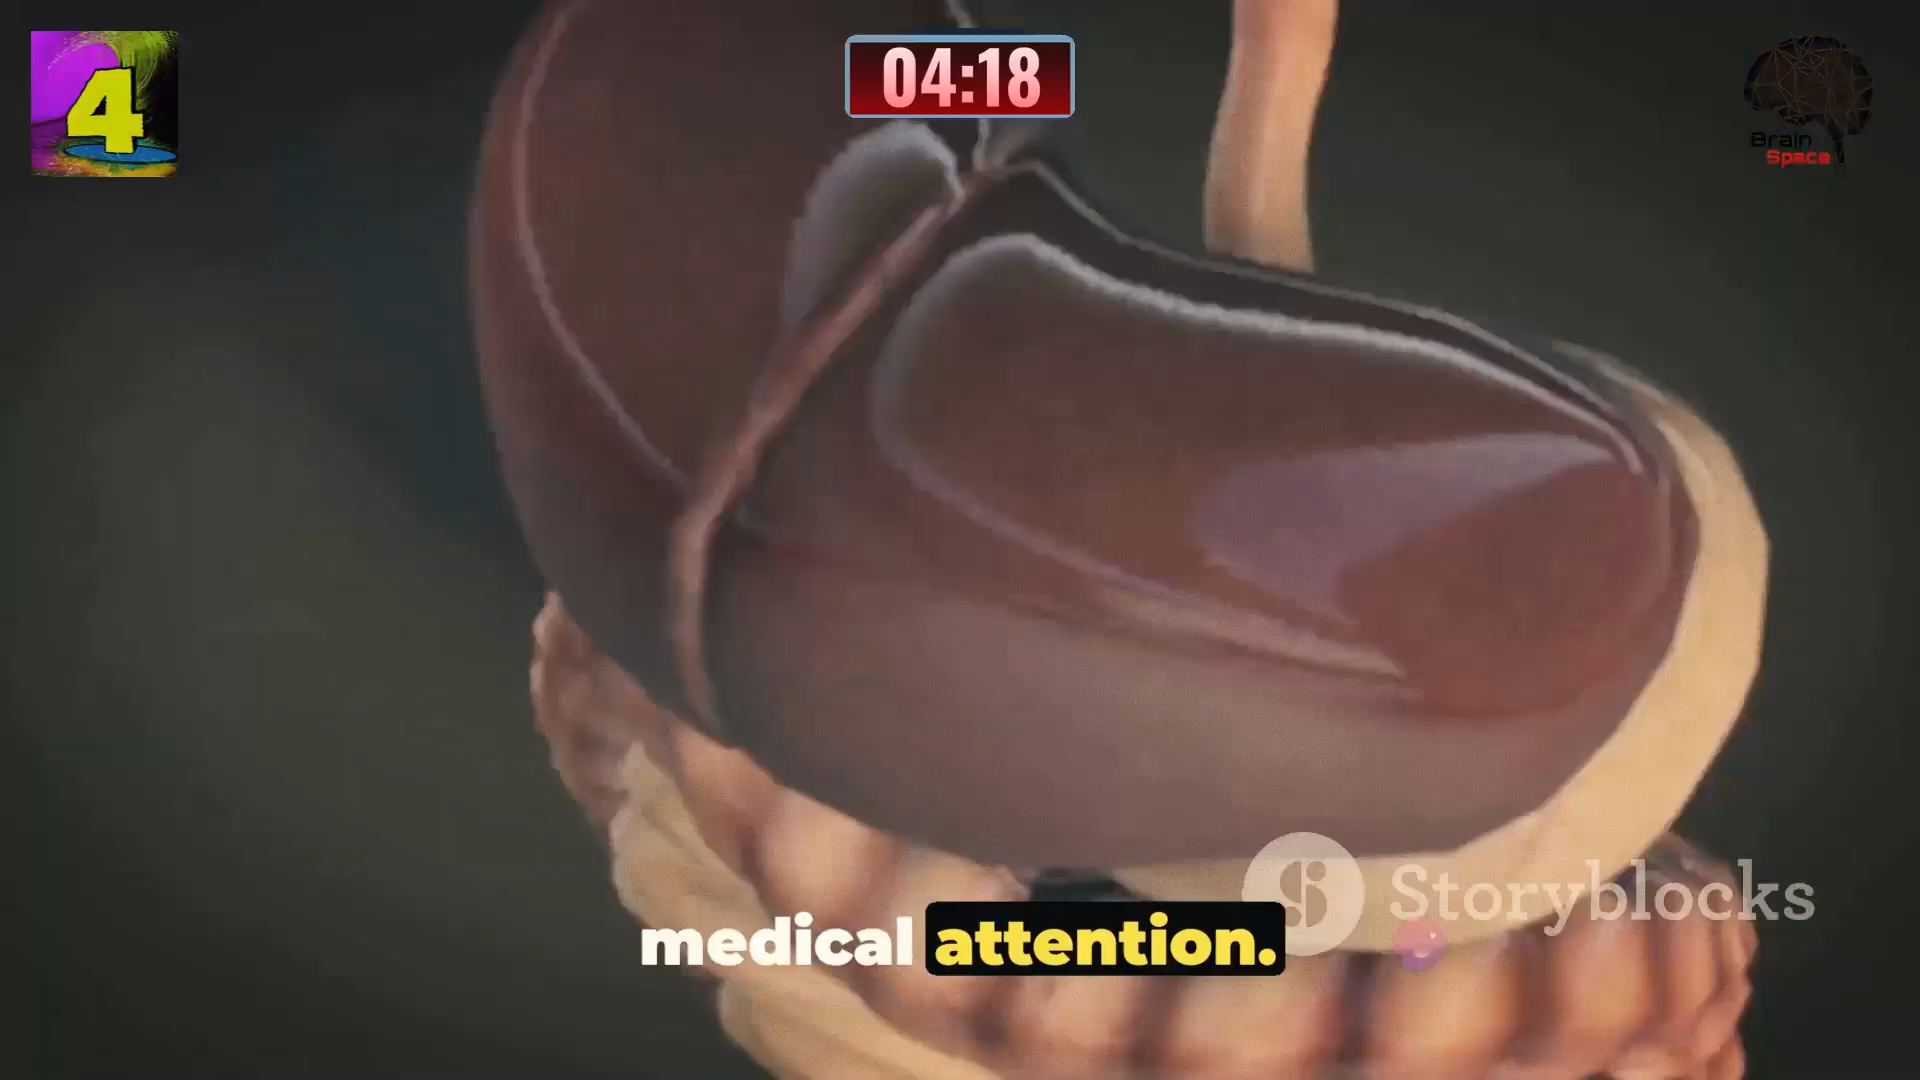 4
04:18
Brain
Space
Storyblocks
medical attention.